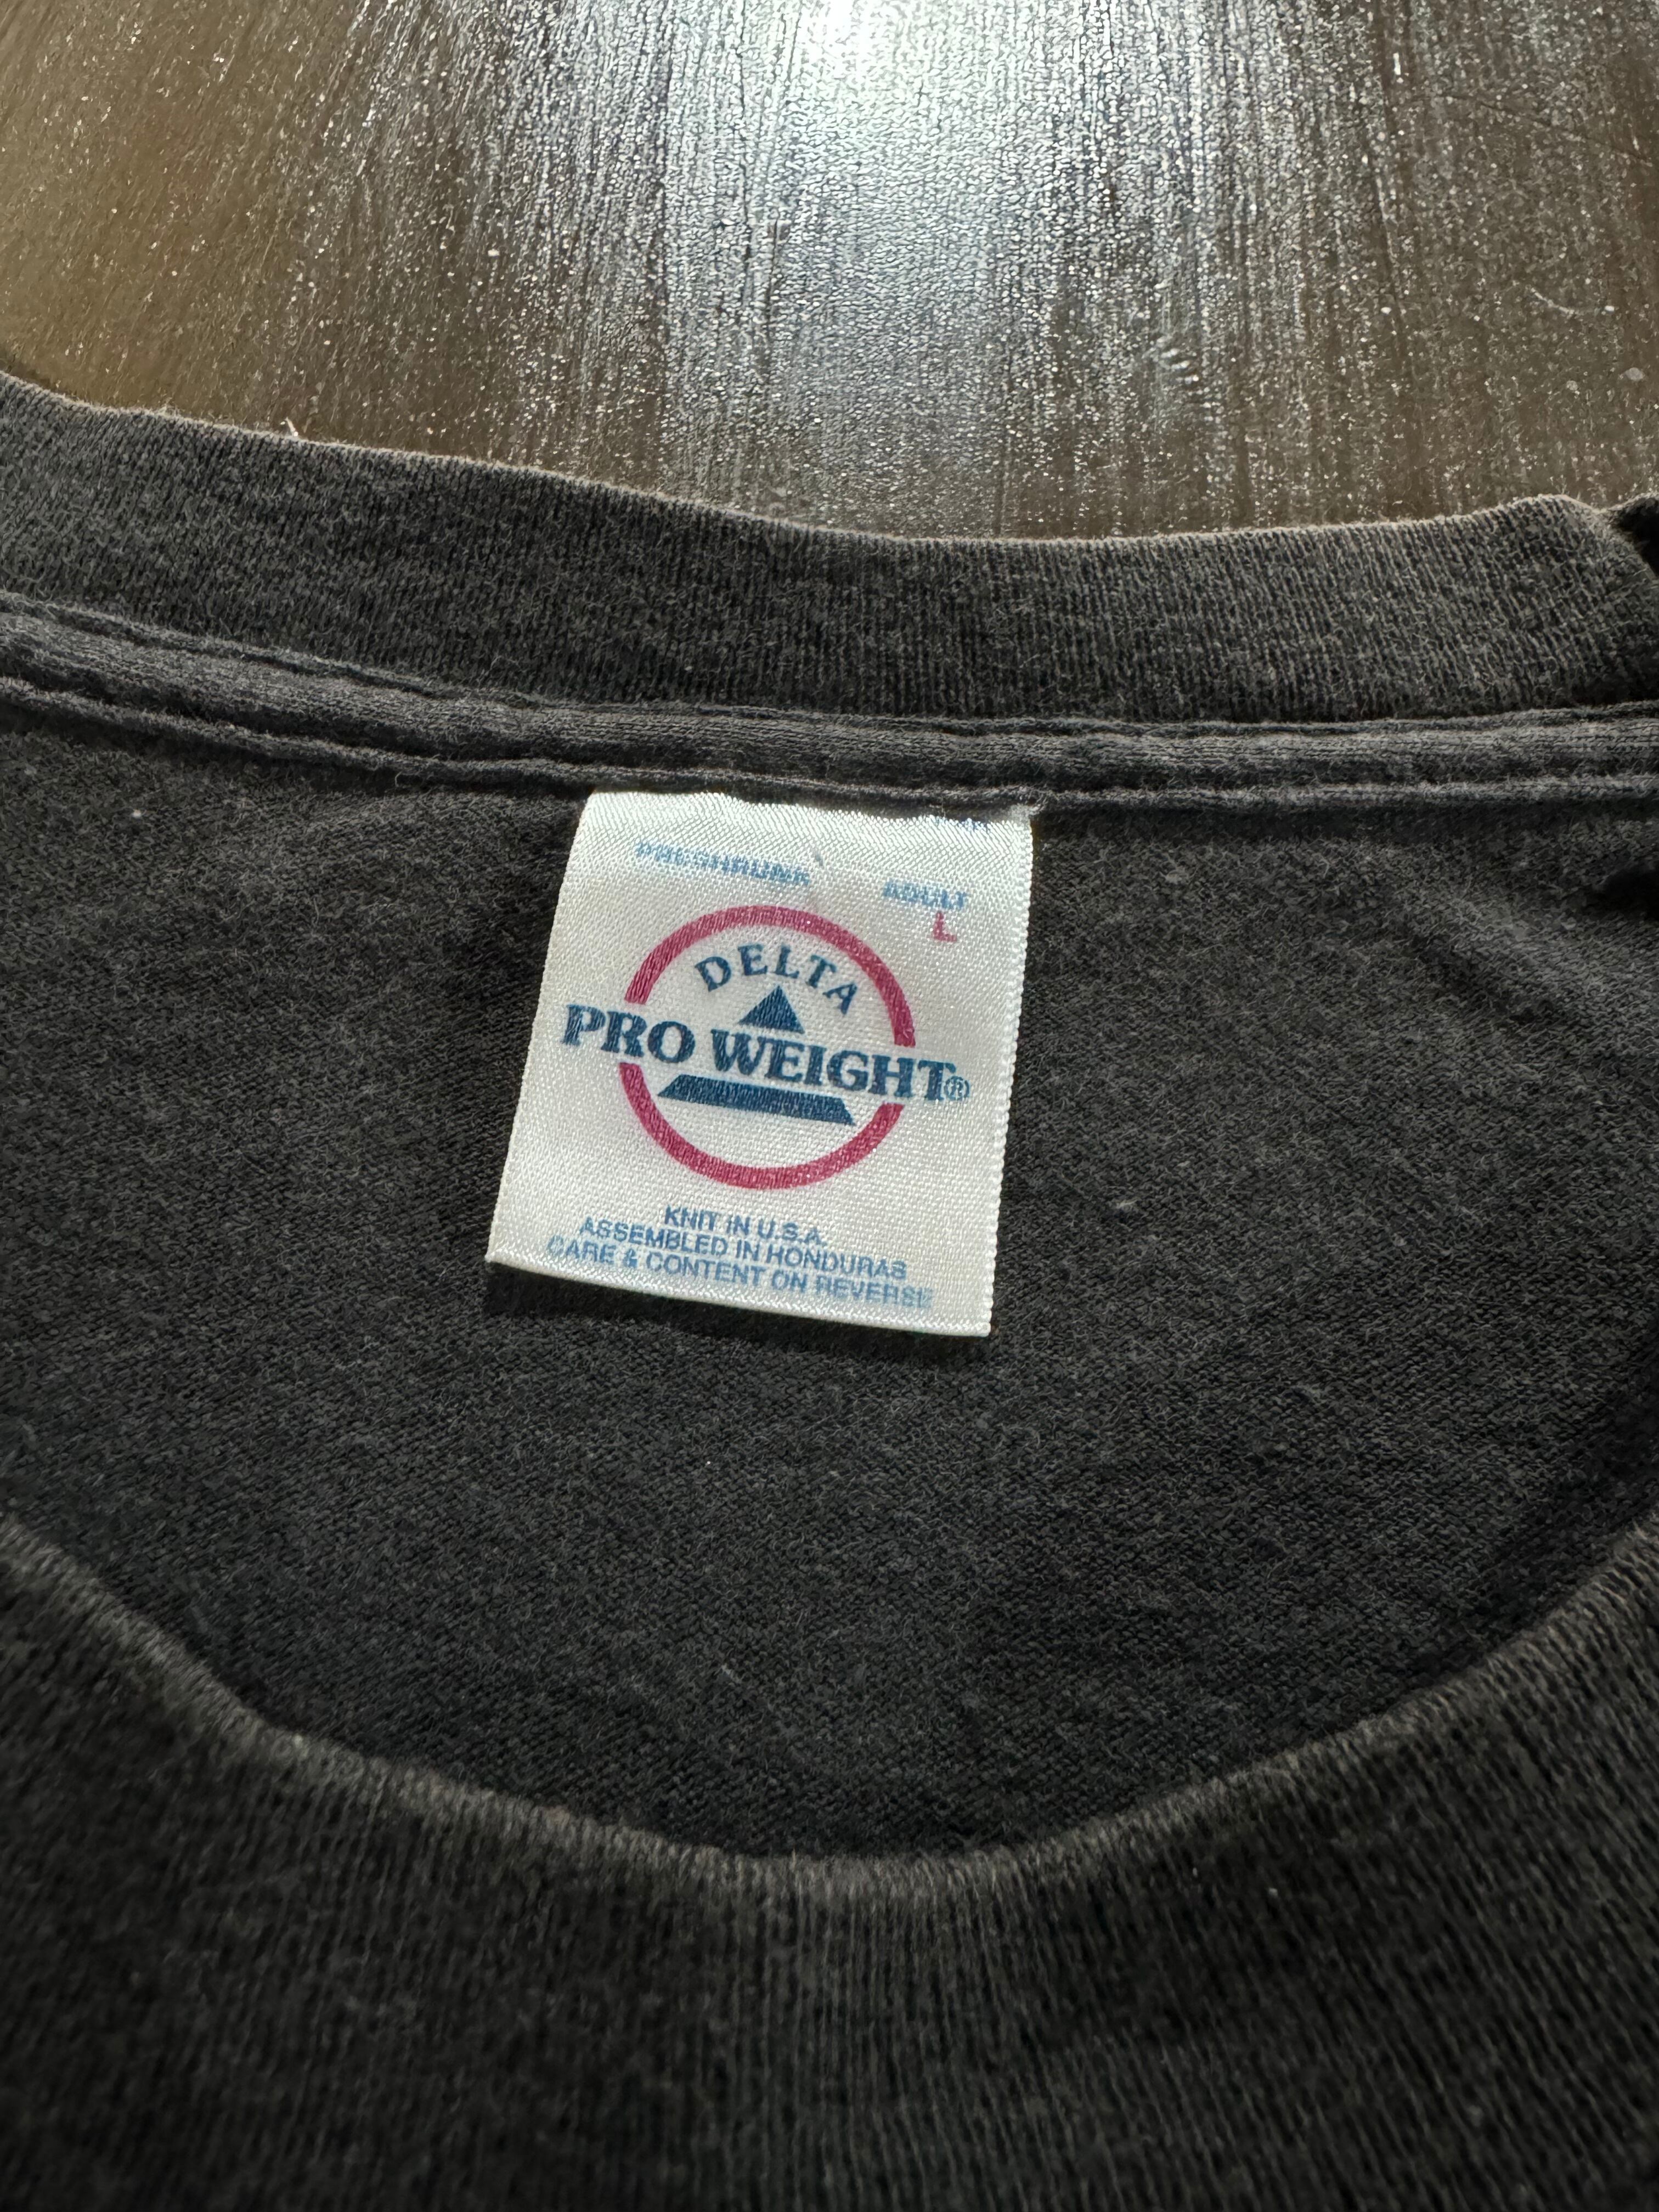 PRESHRUNK
ADULT
L
DELTA
PRO WEIGHT®
KNIT IN U.S.A.
ASSEMBLED IN HONDURAS
CARE & CONTENT ON REVERSE